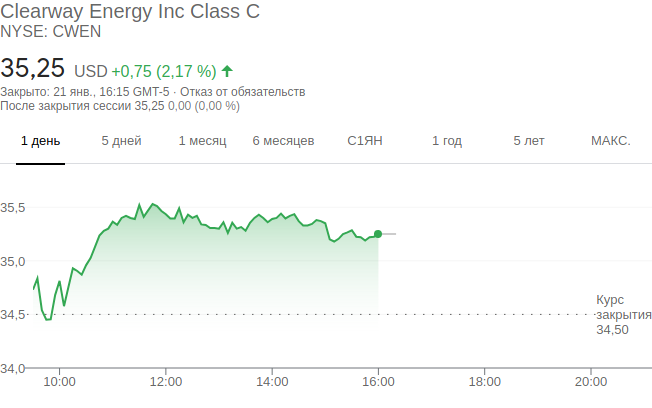 Clearway Energy Inc Class C
NYSE: CWEN
35,25 USD +0,75 (2,17 %)
Закрыто: 21 янв., 16:15 GMT-5 · Отказ от обязательств
После закрытия сессии 35,25 0,00 (0,00 %)
1 день 5 дней 1 месяц 6 месяцев С1ЯН 1 год 5 лет МАКС.
35,5
35,0
34,5
34,0
Курс
закрытия
34,50
10:00 12:00 14:00 16:00 18:00 20:00